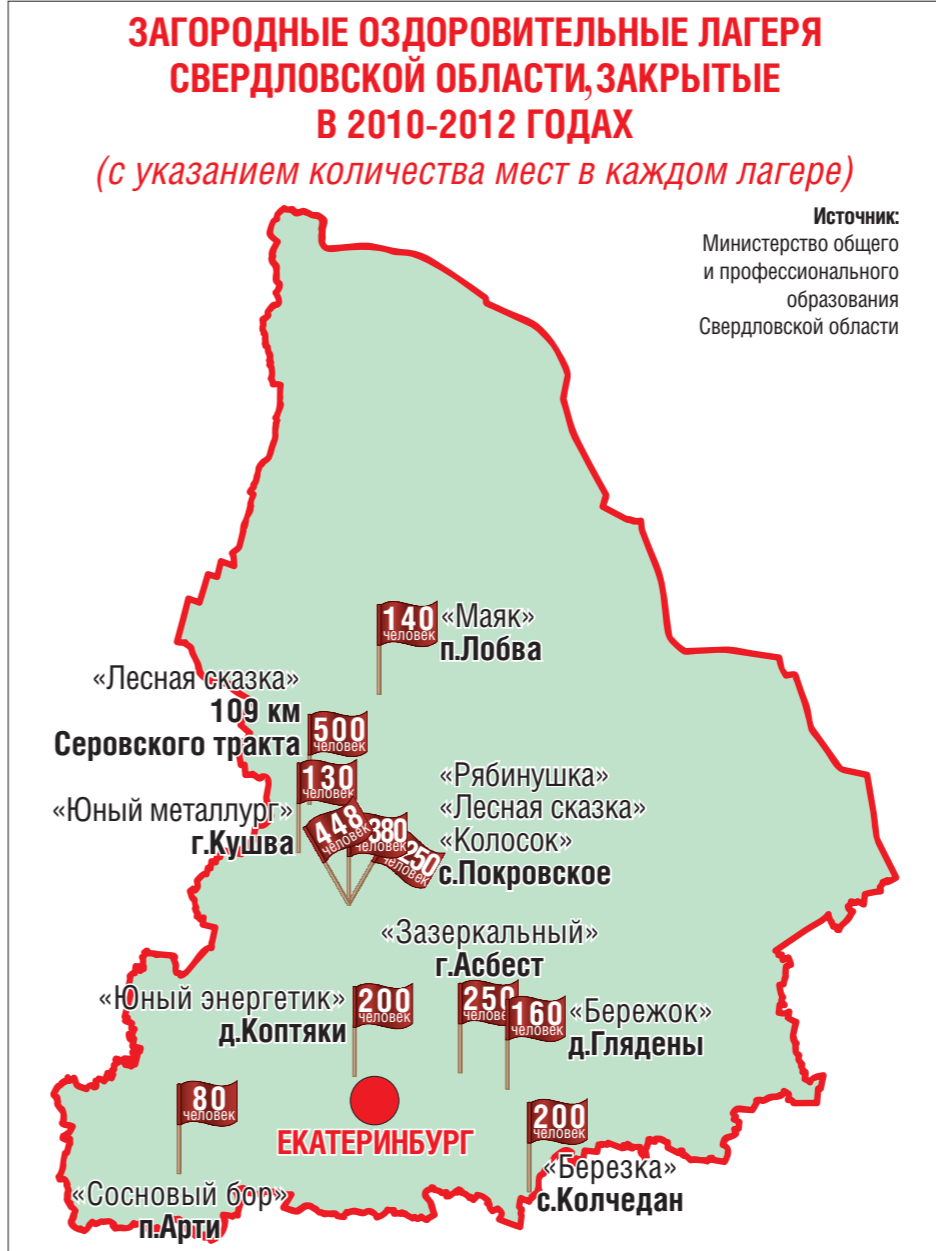 ЗАГОРОДНЫЕ ОЗДОРОВИТЕЛЬНЫЕ ЛАГЕРЯ
СВЕРДЛОВСКОЙ ОБЛАСТИ, ЗАКРЫТЫЕ
В 2010-2012 ГОДАХ
(с указанием количества мест в каждом лагере)
Источник:
Министерство общего
и профессионального
образования
Свердловской области
140
человек
«Маяк»
п.Лобва
«Лесная сказка»
109 км
Серовского тракта
500
человек
130
человек
«Юный металлург»
г.Кушва
448
человек
380
человек
250
человек
«Рябинушка»
«Лесная сказка»
«Колосок»
с.Покровское
«Зазеркальный»
г.Асбест
250
человек
«Юный энергетик»
д.Коптяки
200
человек
160
человек
«Бережок»
д.Глядены
80
человек
«Сосновый бор»
п.Арти
ЕКАТЕРИНБУРГ
200
человек
«Березка»
с.Колчедан